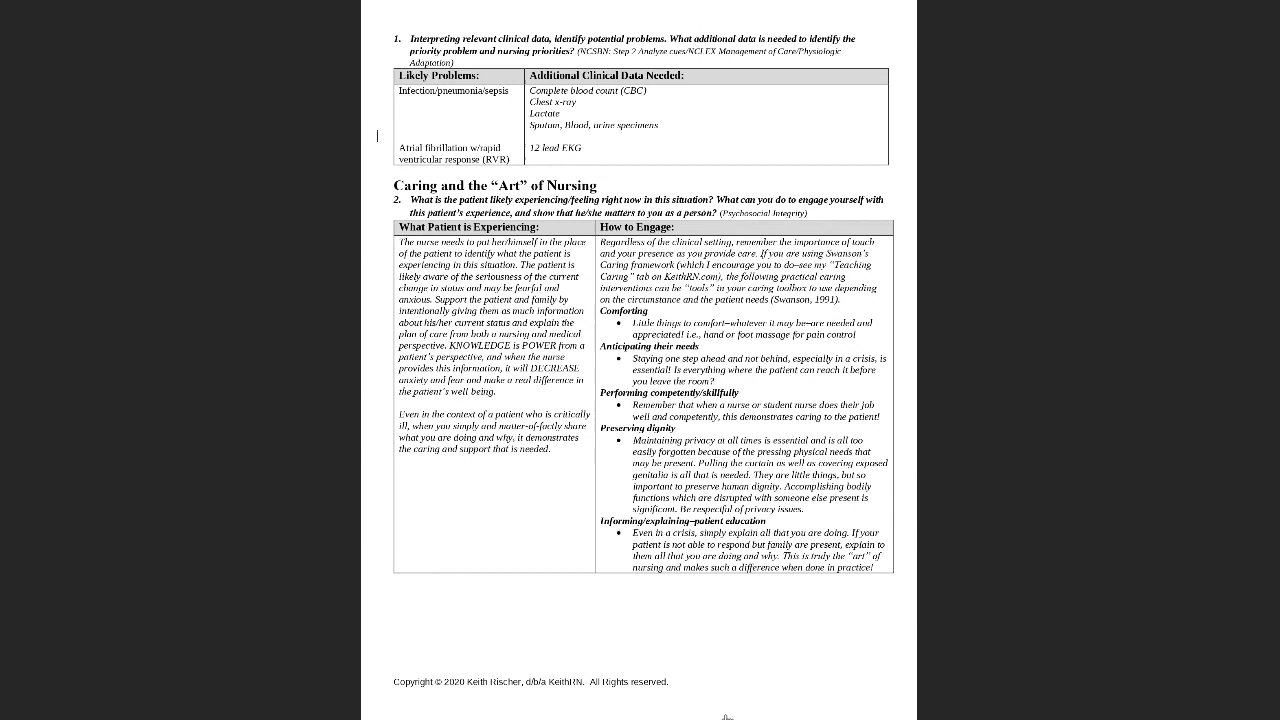 1. Interpreting relevant clinical data, identify potential problems. What additional data is needed to identify the
priority problem and nursing priorities? (NCSBN: Step 2 Analyze cues/NCLEX Management of Care/Physiologic
Adaptation)
Likely Problems:
Additional Clinical Data Needed:
Infection/pneumonia/sepsis
Complete blood count (CBC)
Chest x-ray
Lactate
Sputum, Blood, urine specimens
Atrial fibrillation w/rapid
ventricular response (RVR)
12 lead EKG
Caring and the “Art” of Nursing
2. What is the patient likely experiencing/feeling right now in this situation? What can you do to engage yourself with
this patient’s experience, and show that he/she matters to you as a person? (Psychosocial Integrity)
What Patient is Experiencing:
The nurse needs to put her/himself in the place
of the patient to identify what the patient is
experiencing in this situation. The patient is
likely aware of the seriousness of the current
change in status and may be fearful and
anxious. Support the patient and family by
intentionally giving them as much information
about his/her current status and explain the
plan of care from both a nursing and medical
perspective. KNOWLEDGE is POWER from a
patient’s perspective, and when the nurse
provides this information, it will DECREASE
anxiety and fear and make a real difference in
the patient’s well being.
Even in the context of a patient who is critically
ill, when you simply and matter-of-factly share
what you are doing and why, it demonstrates
the caring and support that is needed.
How to Engage:
Regardless of the clinical setting, remember the importance of touch
and your presence as you provide care. If you are using Swanson’s
Caring framework (which I encourage you to do–see my “Teaching
Caring” tab on KeithRN.com), the following practical caring
interventions can be “tools” in your caring toolbox to use depending
on the circumstance and the patient needs (Swanson, 1991).
Comforting
• Little things to comfort–whatever it may be–are needed and
appreciated! i.e., hand or foot massage for pain control
Anticipating their needs
• Staying one step ahead and not behind, especially in a crisis, is
essential! Is everything where the patient can reach it before
you leave the room?
Performing competently/skillfully
• Remember that when a nurse or student nurse does their job
well and competently, this demonstrates caring to the patient!
Preserving dignity
• Maintaining privacy at all times is essential and is all too
easily forgotten because of the pressing physical needs that
may be present. Pulling the curtain as well as covering exposed
genitalia is all that is needed. They are little things, but so
important to preserve human dignity. Accomplishing bodily
functions which are disrupted with someone else present is
significant. Be respectful of privacy issues.
Informing/explaining–patient education
• Even in a crisis, simply explain all that you are doing. If your
patient is not able to respond but family are present, explain to
them all that you are doing and why. This is truly the “art” of
nursing and makes such a difference when done in practice!
Copyright © 2020 Keith Rischer, d/b/a KeithRN. All Rights reserved.